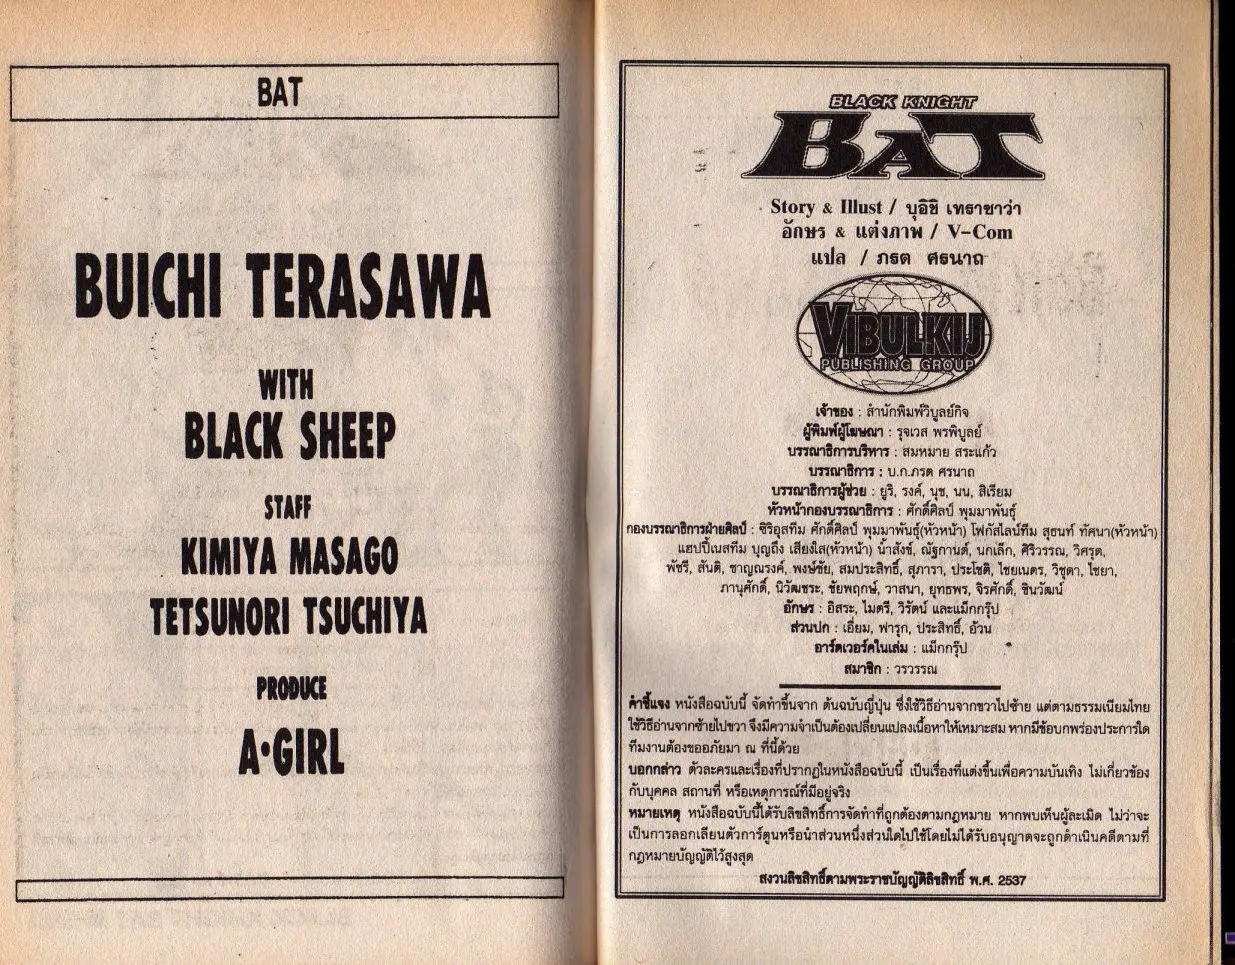 BAT
BUICHI TERASAWA
WITH
BLACK SHEEP
STAFF
KIMIYA MASAGO
TETSUNORI TSUCHIYA
PRODUCE
A·GIRL
BLACK KNIGHT
BAT
Story & Illust / บุอิชิ เทราซาว่า
อักษร & แต่งภาพ / V-Com
แปล / ภรต ศรนาถ
VIBULKIJ
PUBLISHING GROUP
เจ้าของ : สำนักพิมพ์วิบูลย์กิจ
ผู้พิมพ์ผู้โฆษณา : รุจเวส พรพิบูลย์
บรรณาธิการบริหาร : สมหมาย สระแก้ว
บรรณาธิการ : บ.ก.ภรต ศรนาถ
บรรณาธิการผู้ช่วย : ยูริ, รงค์, นุช, นน, สิเรียม
หัวหน้ากองบรรณาธิการ : ศักดิ์ศิลป์ พุมมาพันธุ์
กองบรรณาธิการฝ่ายศิลป์ : ซิริอุสทีม ศักดิ์ศิลป์ พุมมาพันธุ์(หัวหน้า) โฟกัสไลน์ทีม สุธนท์ ทัศนา(หัวหน้า)
แฮปปี้เนสทีม บุญถึง เสียงใส(หัวหน้า) น้ำสังข์, ณัฐกานต์, นกเล็ก, ศิริวรรณ, วิศรุต,
พัชรี, สันติ, ชาญณรงค์, พงษ์ชัย, สมประสิทธิ์, สุภารา, ประโชติ, ไชยเนตร, วิชุดา, ไชยา,
ภานุศักดิ์, นิวัฒชระ, ชัยพฤกษ์, วาสนา, ยุทธพร, จิรศักดิ์, ชินวัฒน์
อักษร : อิสระ, ไมตรี, วิรัตน์ และแม็กกรุ๊ป
ส่วนปก : เอี่ยม, ฟารุก, ประสิทธิ์, อ้วน
อาร์ตเวอร์คในเล่ม : แม็กกรุ๊ป
สมาชิก : วรวรรณ
คำชี้แจง หนังสือฉบับนี้ จัดทำขึ้นจาก ต้นฉบับญี่ปุ่น ซึ่งใช้วิธีอ่านจากขวาไปซ้าย แต่ตามธรรมเนียมไทย
ใช้วิธีอ่านจากซ้ายไปขวา จึงมีความจำเป็นต้องเปลี่ยนแปลงเนื้อหาให้เหมาะสม หากมีข้อบกพร่องประการใด
ทีมงานต้องขออภัยมา ณ ที่นี้ด้วย
บอกกล่าว ตัวละครและเรื่องที่ปรากฏในหนังสือฉบับนี้ เป็นเรื่องที่แต่งขึ้นเพื่อความบันเทิง ไม่เกี่ยวข้อง
กับบุคคล สถานที่ หรือเหตุการณ์ที่มีอยู่จริง
หมายเหตุ หนังสือฉบับนี้ได้รับลิขสิทธิ์การจัดทำที่ถูกต้องตามกฎหมาย หากพบเห็นผู้ละเมิด ไม่ว่าจะ
เป็นการลอกเลียนตัวการ์ตูนหรือนำส่วนหนึ่งส่วนใดไปใช้โดยไม่ได้รับอนุญาตจะถูกดำเนินคดีตามที่
กฎหมายบัญญัติไว้สูงสุด
สงวนลิขสิทธิ์ตามพระราชบัญญัติลิขสิทธิ์ พ.ศ. 2537